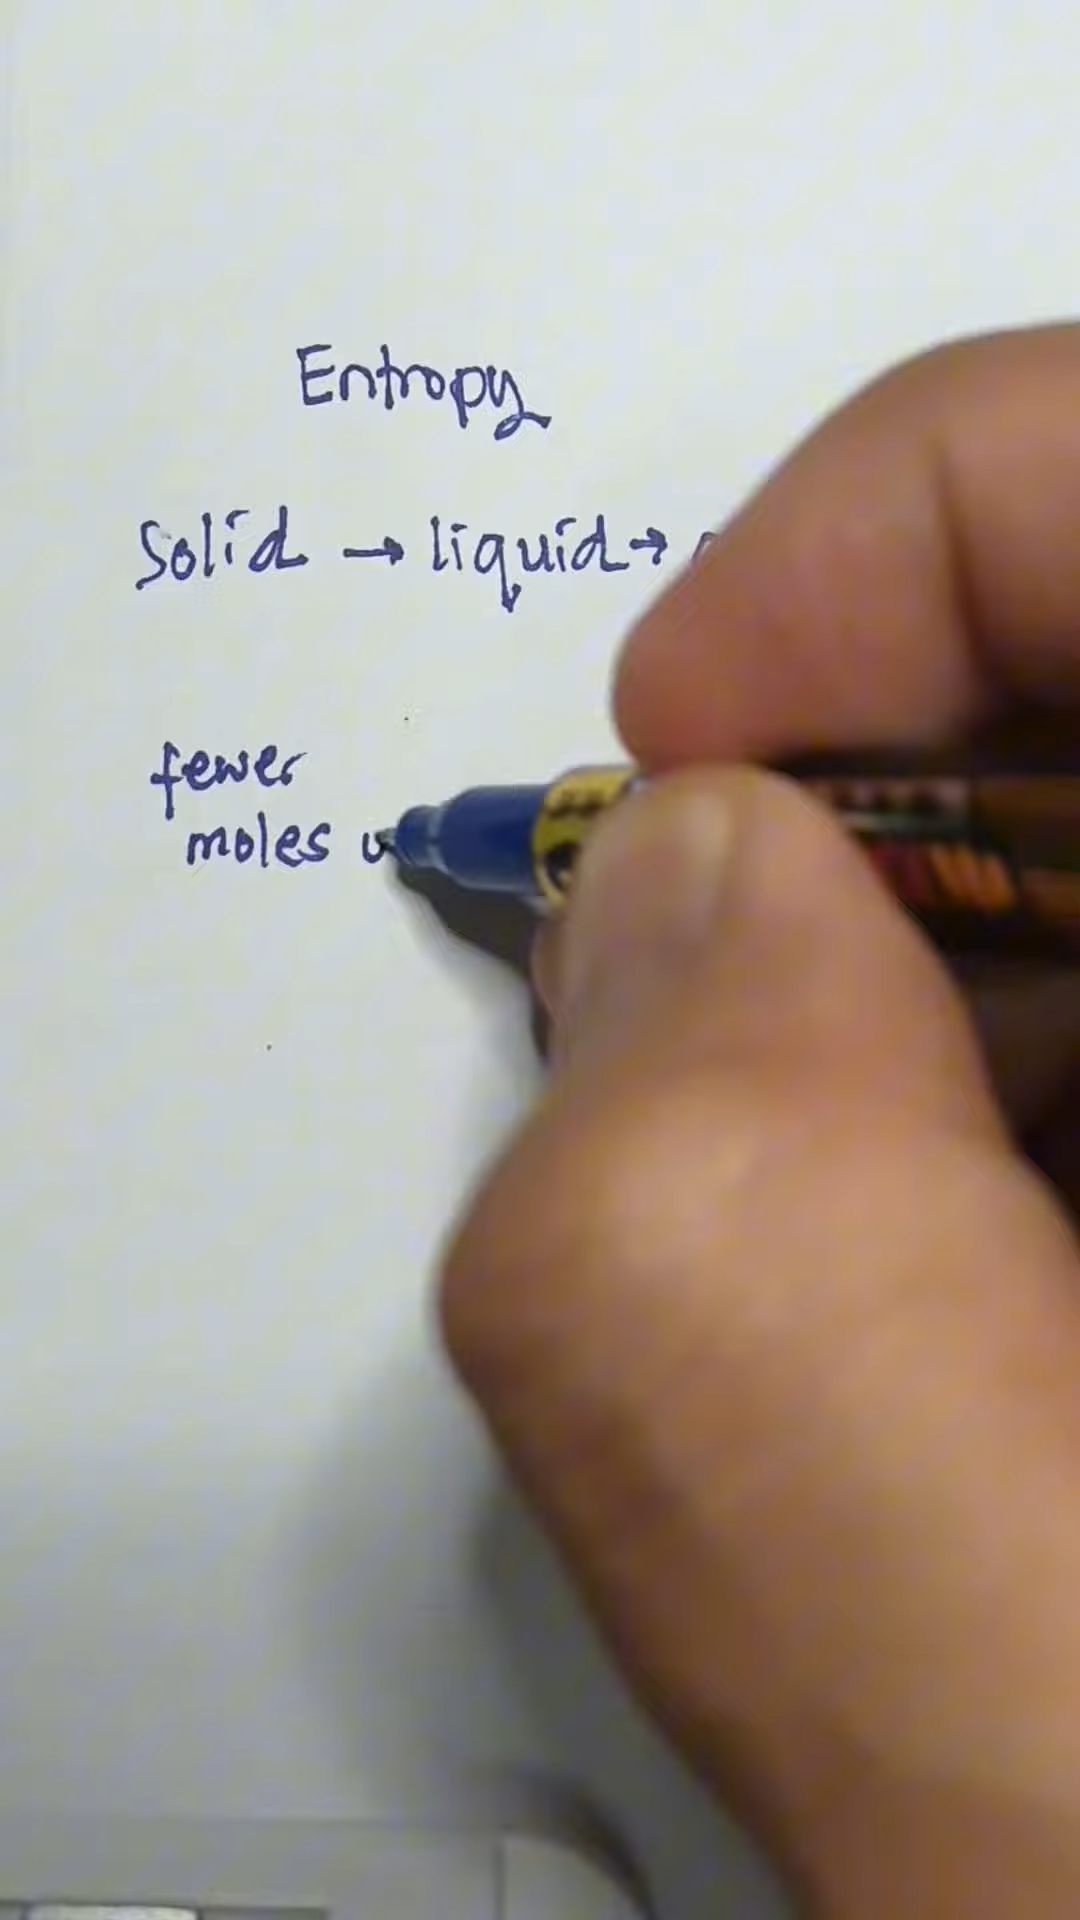 Entropy
Solid → liquid →
fewer
moles